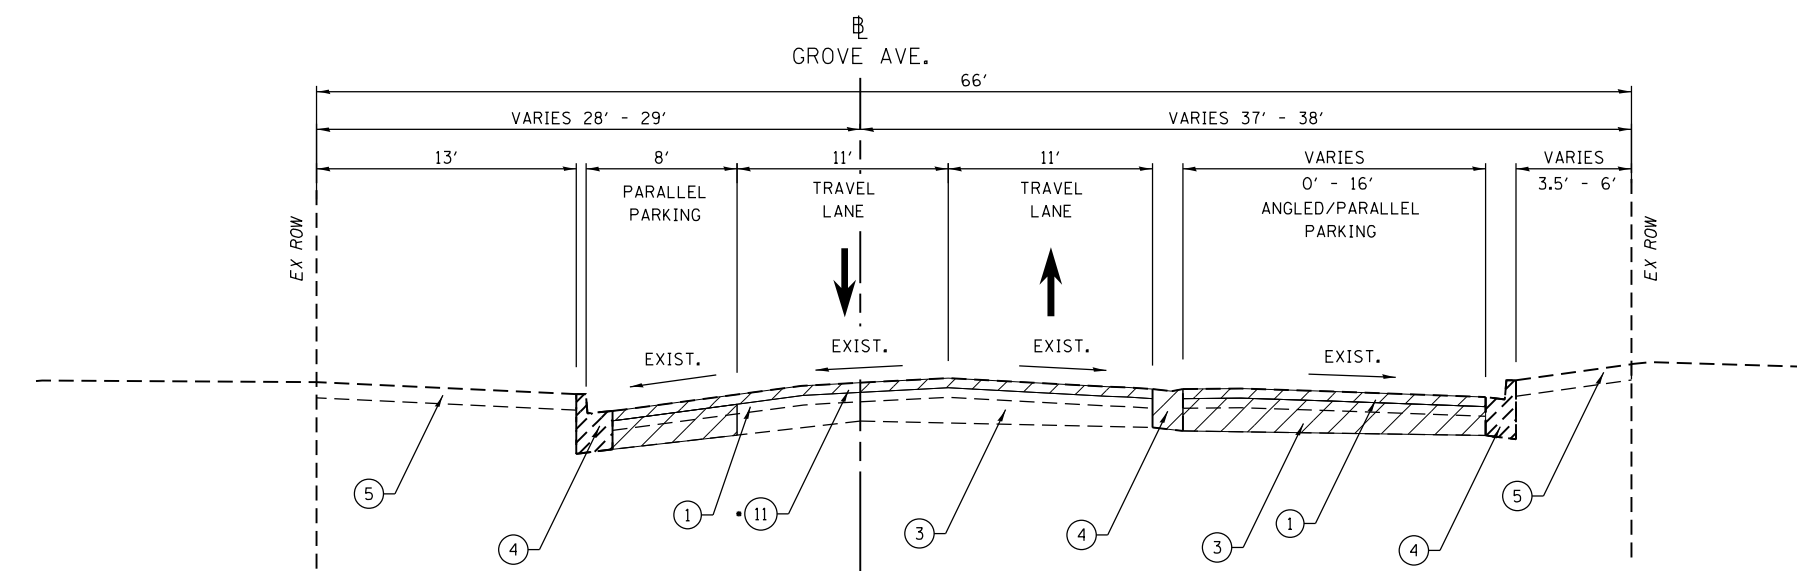 BL
GROVE AVE.
66'
VARIES 28' - 29'
VARIES 37' - 38'
13'
8'
11'
11'
VARIES
VARIES
PARALLEL
PARKING
TRAVEL
LANE
TRAVEL
LANE
0' - 16'
ANGLED/PARALLEL
PARKING
3.5' - 6'
EX ROW
EX ROW
EXIST.
EXIST.
EXIST.
EXIST.
5
4
1
11
3
4
3
1
4
5